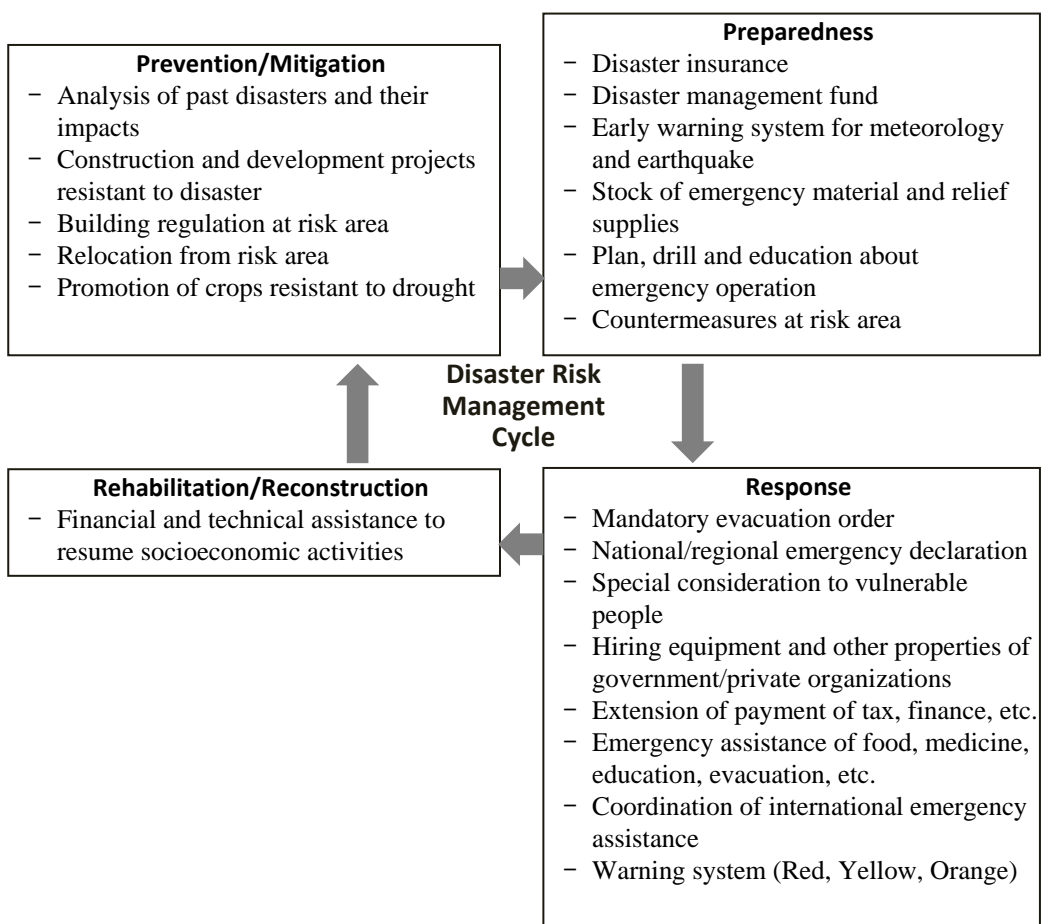 Prevention/Mitigation
− Analysis of past disasters and their
impacts
− Construction and development projects
resistant to disaster
− Building regulation at risk area
− Relocation from risk area
− Promotion of crops resistant to drought
Preparedness
− Disaster insurance
− Disaster management fund
− Early warning system for meteorology
and earthquake
− Stock of emergency material and relief
supplies
− Plan, drill and education about
emergency operation
− Countermeasures at risk area
Disaster Risk
Management
Cycle
Rehabilitation/Reconstruction
− Financial and technical assistance to
resume socioeconomic activities
Response
− Mandatory evacuation order
− National/regional emergency declaration
− Special consideration to vulnerable
people
− Hiring equipment and other properties of
government/private organizations
− Extension of payment of tax, finance, etc.
− Emergency assistance of food, medicine,
education, evacuation, etc.
− Coordination of international emergency
assistance
− Warning system (Red, Yellow, Orange)